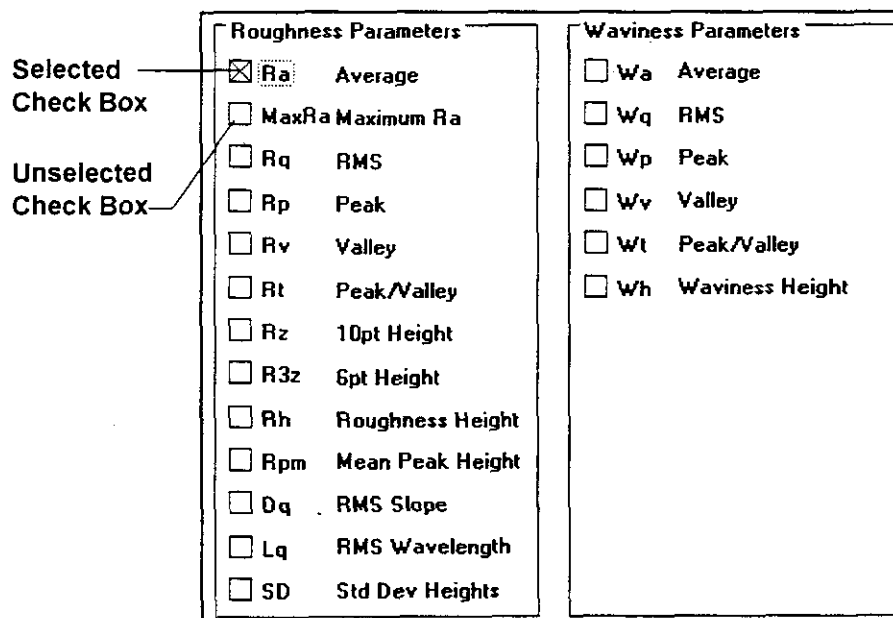 Selected
Check Box
Unselected
Check Box
Roughness Parameters
Ra Average
MaxRa Maximum Ra
Rq RMS
Rp Peak
Rv Valley
Rt Peak/Valley
Rz 10pt Height
R3z 6pt Height
Rh Roughness Height
Rpm Mean Peak Height
Dq RMS Slope
Lq RMS Wavelength
SD Std Dev Heights
Waviness Parameters
Wa Average
Wq RMS
Wp Peak
Wv Valley
Wt Peak/Valley
Wh Waviness Height